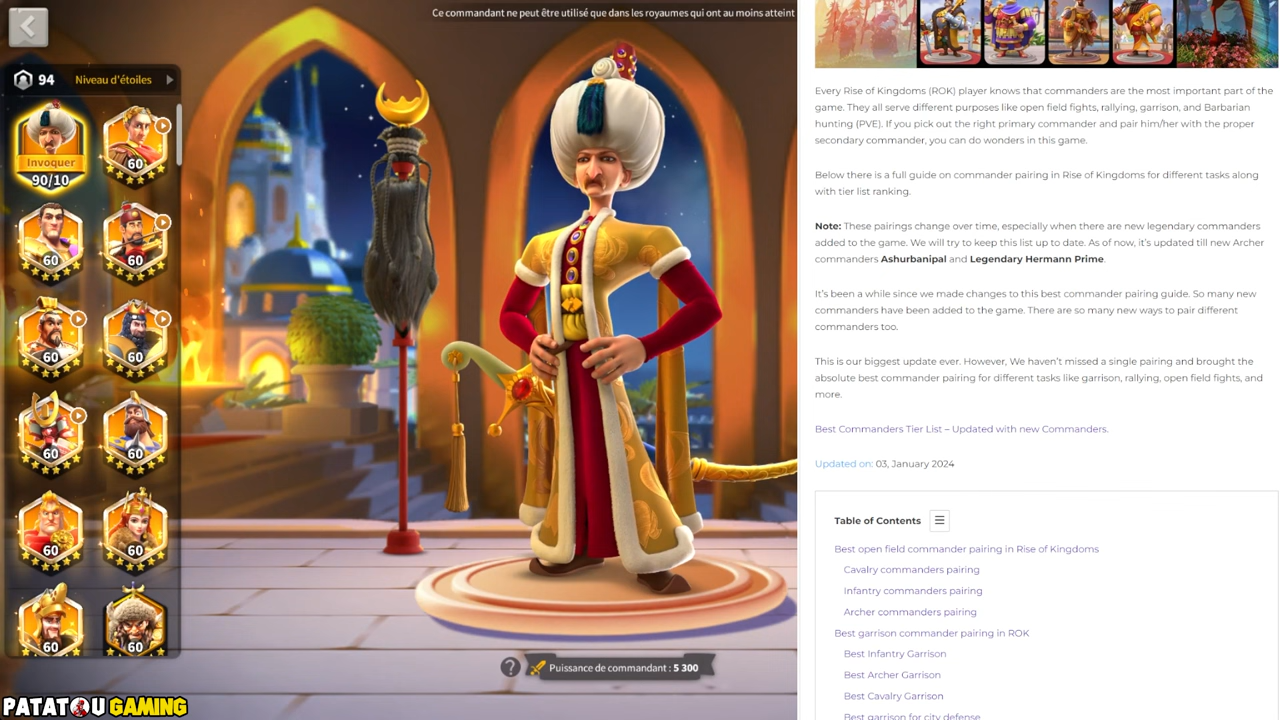 Ce commandant ne peut être utilisé que dans les royaumes qui ont au moins atteint
94 Niveau d'étoiles
Invoquer
90/10
60
60
60
60
60
60
60
60
60
60
60
Puissance de commandant : 5 300
PATATOU GAMING
Every Rise of Kingdoms (ROK) player knows that commanders are the most important part of the
game. They all serve different purposes like open field fights, rallying, garrison, and Barbarian
hunting (PVE). If you pick out the right primary commander and pair him/her with the proper
secondary commander, you can do wonders in this game.
Below there is a full guide on commander pairing in Rise of Kingdoms for different tasks along
with tier list ranking.
Note: These pairings change over time, especially when there are new legendary commanders
added to the game. We will try to keep this list up to date. As of now, it's updated till new Archer
commanders Ashurbanipal and Legendary Hermann Prime.
It's been a while since we made changes to this best commander pairing guide. So many new
commanders have been added to the game. There are so many new ways to pair different
commanders too.
This is our biggest update ever. However, We haven't missed a single pairing and brought the
absolute best commander pairing for different tasks like garrison, rallying, open field fights, and
more.
Best Commanders Tier List – Updated with new Commanders.
Updated on: 03, January 2024
Table of Contents
Best open field commander pairing in Rise of Kingdoms
Cavalry commanders pairing
Infantry commanders pairing
Archer commanders pairing
Best garrison commander pairing in ROK
Best Infantry Garrison
Best Archer Garrison
Best Cavalry Garrison
Best garrison for city defense